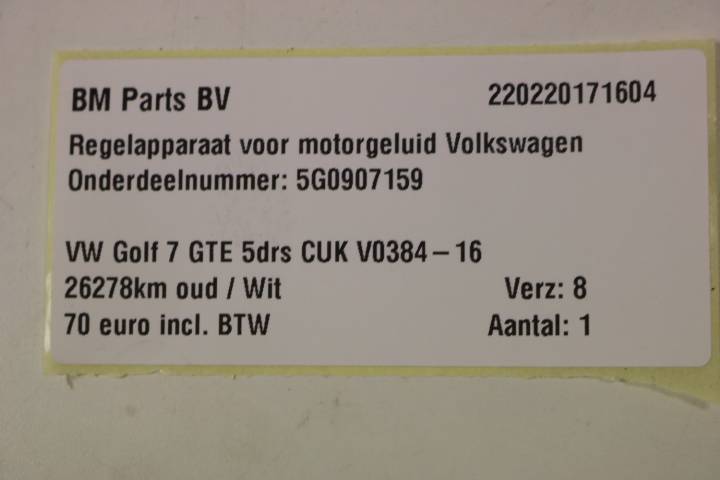 BM Parts BV 220220171604
Regelapparaat voor motorgeluid Volkswagen
Onderdeelnummer: 5G0907159
VW Golf 7 GTE 5drs CUK V0384-16
26278km oud / Wit Verz: 8
70 euro incl. BTW Aantal: 1